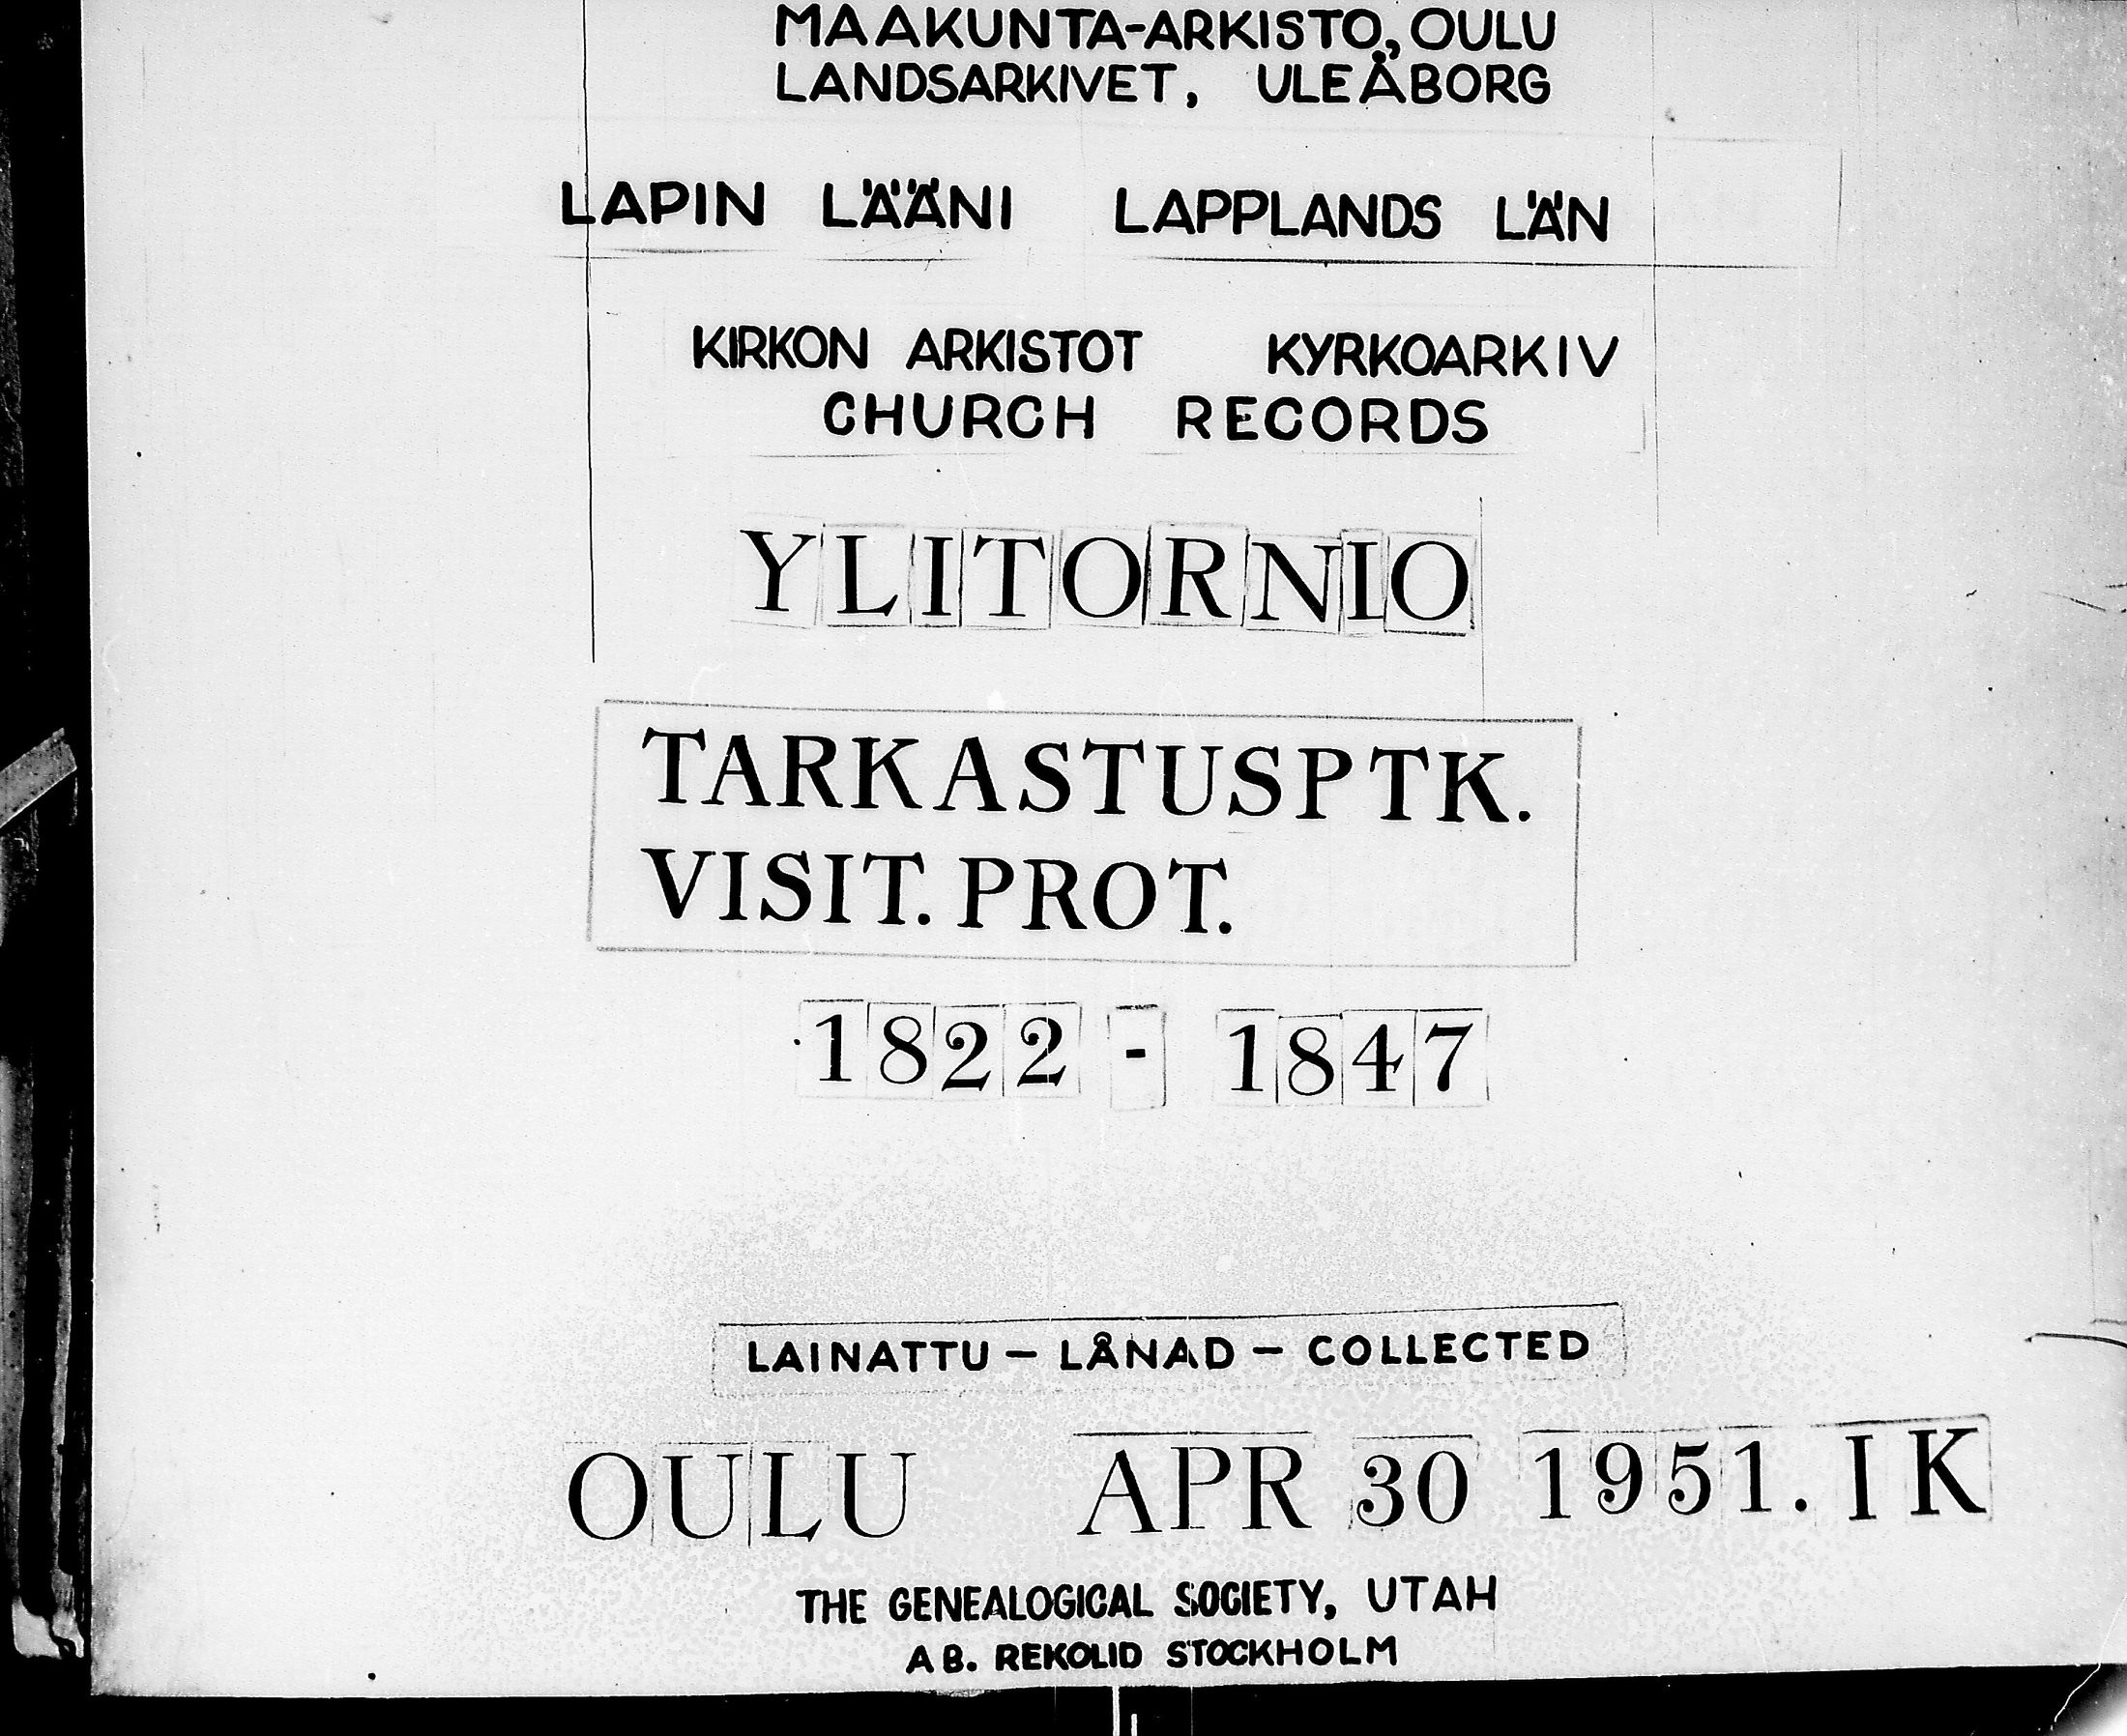 MAAKUNTA-ARKISTO, OULU
LANDSARKIVET, ULEÅBORG
LAPIN LÄÄNI LAPPLANDS LÄN
KIRKON ARKISTOT KYRKOARKIV
CHURCH RECORDS
YLITORNIO
TARKASTUSPTK.
VISIT. PROT.
1822 - 1847
LAINATTU — LÅNAD — COLLECTED
OULU APR 30 1951. IK
THE GENEALOGICAL SOCIETY, UTAH
AB. REKOLID STOCKHOLM